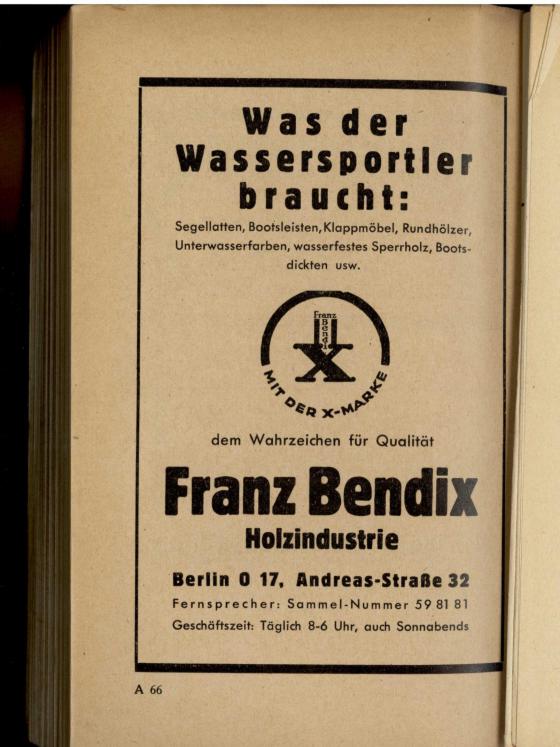 Was der
Wassersportler
braucht:
Segellatten, Bootsleisten, Klappmöbel, Rundhölzer,
Unterwasserfarben, wasserfestes Sperrholz, Boots-
dickten usw.
Franz
Bendi
X
MIT DER X-MARKE
dem Wahrzeichen für Qualität
Franz Bendix
Holzindustrie
Berlin O 17, Andreas-Straße 32
Fernsprecher: Sammel-Nummer 59 81 81
Geschäftszeit: Täglich 8-6 Uhr, auch Sonnabends
A 66